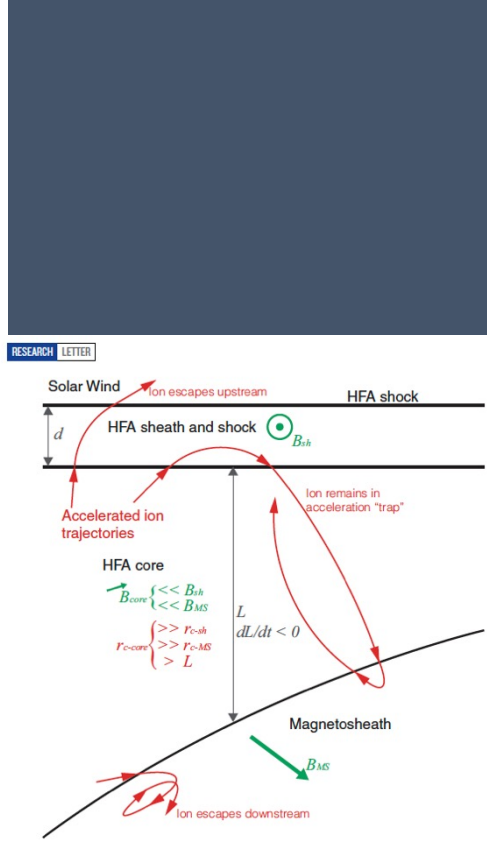 RESEARCH LETTER
Solar Wind
Ion escapes upstream
HFA shock
d
HFA sheath and shock
Bsh
Accelerated ion
trajectories
Ion remains in
acceleration “trap”
HFA core
Bcore { << Bsh
<< BMS
rc-core { >> rc-sh
>> rc-MS
> L
L
dL/dt < 0
Magnetosheath
BMS
Ion escapes downstream